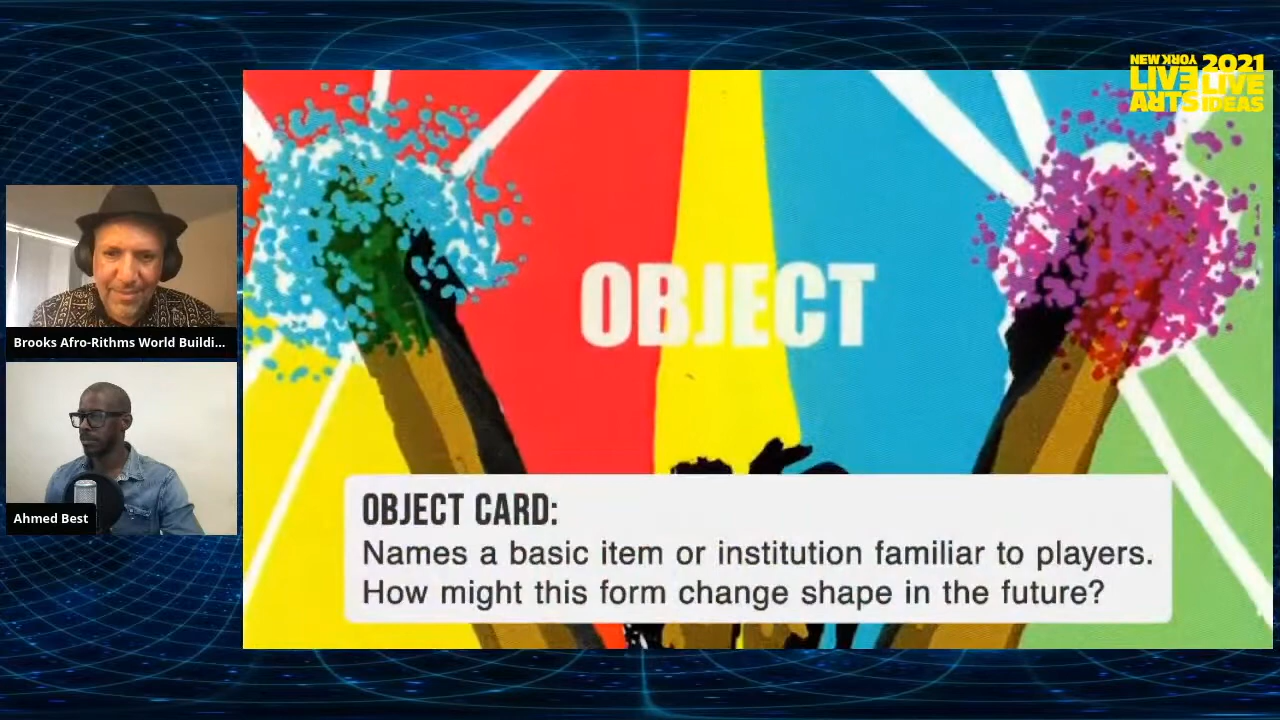 NEW YORK
LIVE
ARTS
2021
LIVE
IDEAS
OBJECT
Brooks Afro-Rithms World Buildi...
Ahmed Best
OBJECT CARD:
Names a basic item or institution familiar to players.
How might this form change shape in the future?